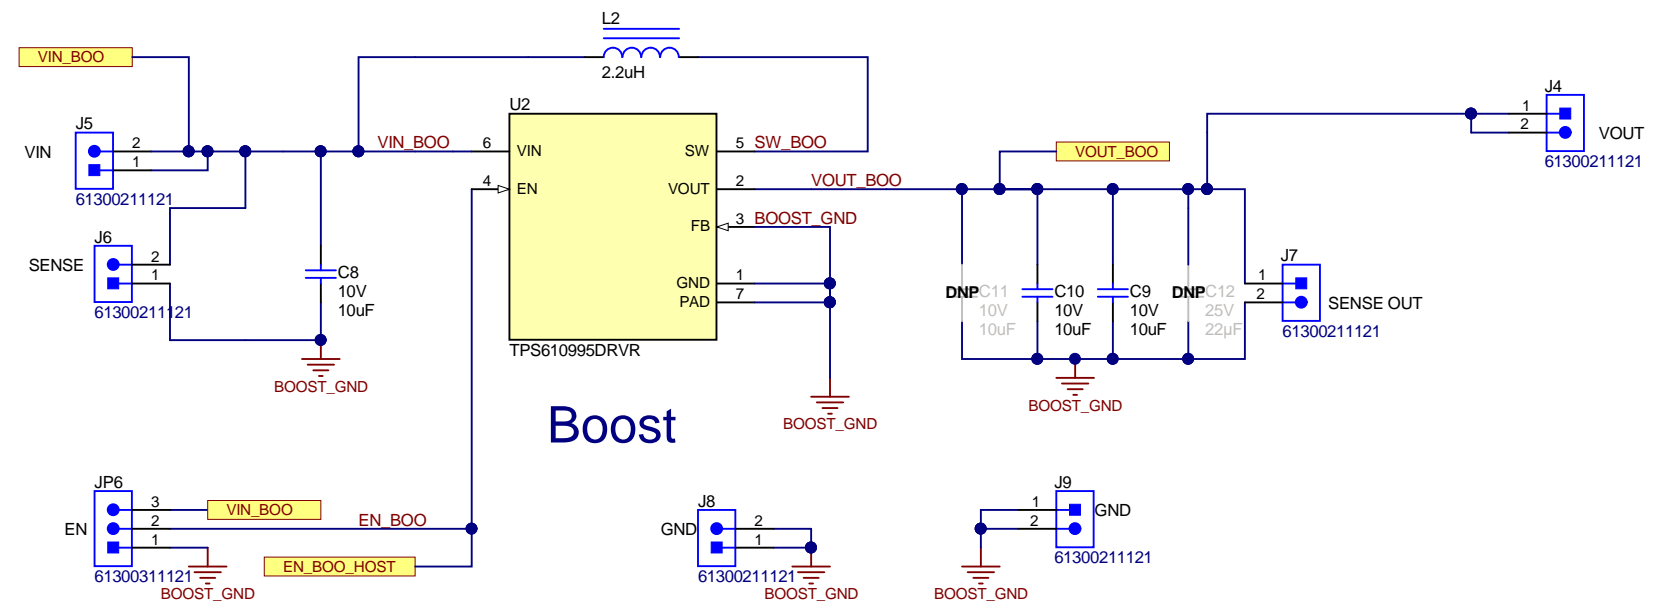 L2
2.2uH
VIN_BOO
J5
VIN
2
1
61300211121
J6
SENSE
2
1
61300211121
VIN_BOO
C8
10V
10uF
BOOST_GND
U2
6
VIN
4
EN
SW
5
SW_BOO
VOUT
2
VOUT_BOO
FB
3
BOOST_GND
GND
1
PAD
7
TPS610995DRVR
BOOST_GND
VOUT_BOO
DNP
C11
10V
10uF
C10
10V
10uF
C9
10V
10uF
DNP
C12
25V
22µF
BOOST_GND
J4
1
2
VOUT
61300211121
J7
1
2
SENSE OUT
61300211121
Boost
JP6
EN
3
2
1
61300311121
VIN_BOO
EN_BOO
EN_BOO_HOST
BOOST_GND
J8
GND
2
1
61300211121
BOOST_GND
J9
1
2
GND
61300211121
BOOST_GND